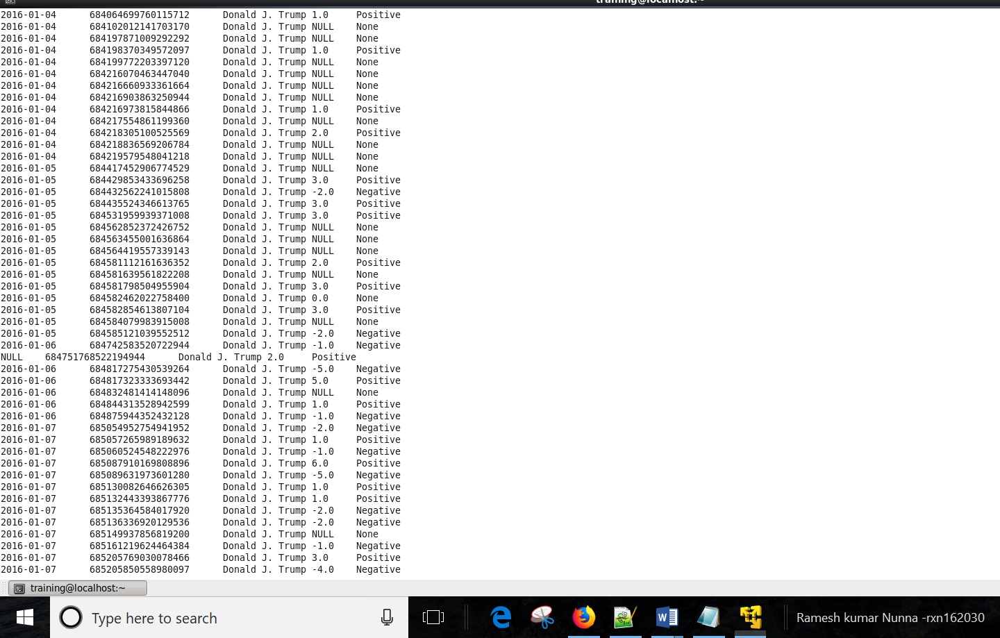 training@localhost:~
2016-01-04 684064699760115712 Donald J. Trump 1.0 Positive
2016-01-04 684102012141703170 Donald J. Trump NULL None
2016-01-04 684197871009292292 Donald J. Trump NULL None
2016-01-04 684198370349572097 Donald J. Trump 1.0 Positive
2016-01-04 684199772203397120 Donald J. Trump NULL None
2016-01-04 684216070463447040 Donald J. Trump NULL None
2016-01-04 684216660933361664 Donald J. Trump NULL None
2016-01-04 684216903863250944 Donald J. Trump NULL None
2016-01-04 684216973815844866 Donald J. Trump 1.0 Positive
2016-01-04 684217554861199360 Donald J. Trump NULL None
2016-01-04 684218305100525569 Donald J. Trump 2.0 Positive
2016-01-04 684218836569206784 Donald J. Trump NULL None
2016-01-04 684219579548041218 Donald J. Trump NULL None
2016-01-05 684417452906774529 Donald J. Trump NULL None
2016-01-05 684429853433696258 Donald J. Trump 3.0 Positive
2016-01-05 684432562241015808 Donald J. Trump -2.0 Negative
2016-01-05 684435524346613765 Donald J. Trump 3.0 Positive
2016-01-05 684531959939371008 Donald J. Trump 3.0 Positive
2016-01-05 684562852372426752 Donald J. Trump NULL None
2016-01-05 684563455001636864 Donald J. Trump NULL None
2016-01-05 684564419557339143 Donald J. Trump NULL None
2016-01-05 684581112161636352 Donald J. Trump 2.0 Positive
2016-01-05 684581639561822208 Donald J. Trump NULL None
2016-01-05 684581798504955904 Donald J. Trump 3.0 Positive
2016-01-05 684582462022758400 Donald J. Trump 0.0 None
2016-01-05 684582854613807104 Donald J. Trump 3.0 Positive
2016-01-05 684584079983915008 Donald J. Trump NULL None
2016-01-05 684585121039552512 Donald J. Trump -2.0 Negative
2016-01-06 684742583520722944 Donald J. Trump -1.0 Negative
NULL 684751768522194944 Donald J. Trump 2.0 Positive
2016-01-06 684817275430539264 Donald J. Trump -5.0 Negative
2016-01-06 684817323333693442 Donald J. Trump 5.0 Positive
2016-01-06 684832481414148096 Donald J. Trump NULL None
2016-01-06 684844313528942599 Donald J. Trump 1.0 Positive
2016-01-06 684875944352432128 Donald J. Trump -1.0 Negative
2016-01-07 685054952754941952 Donald J. Trump -2.0 Negative
2016-01-07 685057265989189632 Donald J. Trump 1.0 Positive
2016-01-07 685060524548222976 Donald J. Trump -1.0 Negative
2016-01-07 685087910169808896 Donald J. Trump 6.0 Positive
2016-01-07 685089631973601280 Donald J. Trump -5.0 Negative
2016-01-07 685130082646626305 Donald J. Trump 1.0 Positive
2016-01-07 685132443393867776 Donald J. Trump 1.0 Positive
2016-01-07 685135364584017920 Donald J. Trump -2.0 Negative
2016-01-07 685136336920129536 Donald J. Trump -2.0 Negative
2016-01-07 685149937856819200 Donald J. Trump NULL None
2016-01-07 685161219624464384 Donald J. Trump -1.0 Negative
2016-01-07 685205769030078466 Donald J. Trump 3.0 Positive
2016-01-07 685205850558980097 Donald J. Trump -4.0 Negative
training@localhost:~
Type here to search
Ramesh kumar Nunna -rxn162030